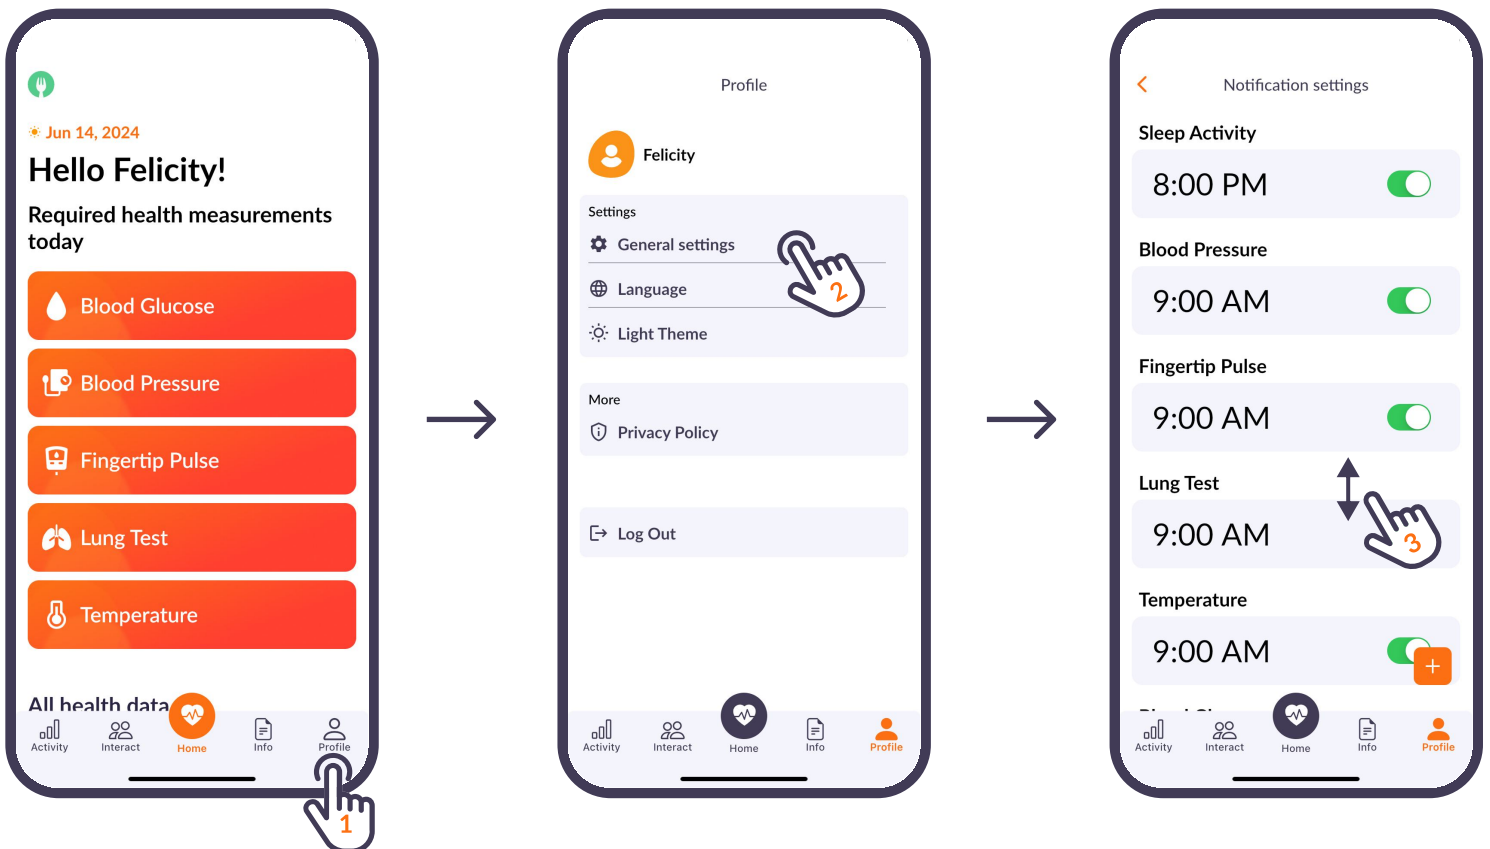 Jun 14, 2024
Hello Felicity!
Required health measurements
today
Blood Glucose
Blood Pressure
Fingertip Pulse
Lung Test
Temperature
All health data
Activity
Interact
Home
Info
Profile
1
Profile
Felicity
Settings
General settings
Language
Light Theme
2
More
Privacy Policy
Log Out
Activity
Interact
Home
Info
Profile
Notification settings
Sleep Activity
8:00 PM
Blood Pressure
9:00 AM
Fingertip Pulse
9:00 AM
Lung Test
9:00 AM
3
Temperature
9:00 AM
+
Activity
Interact
Home
Info
Profile